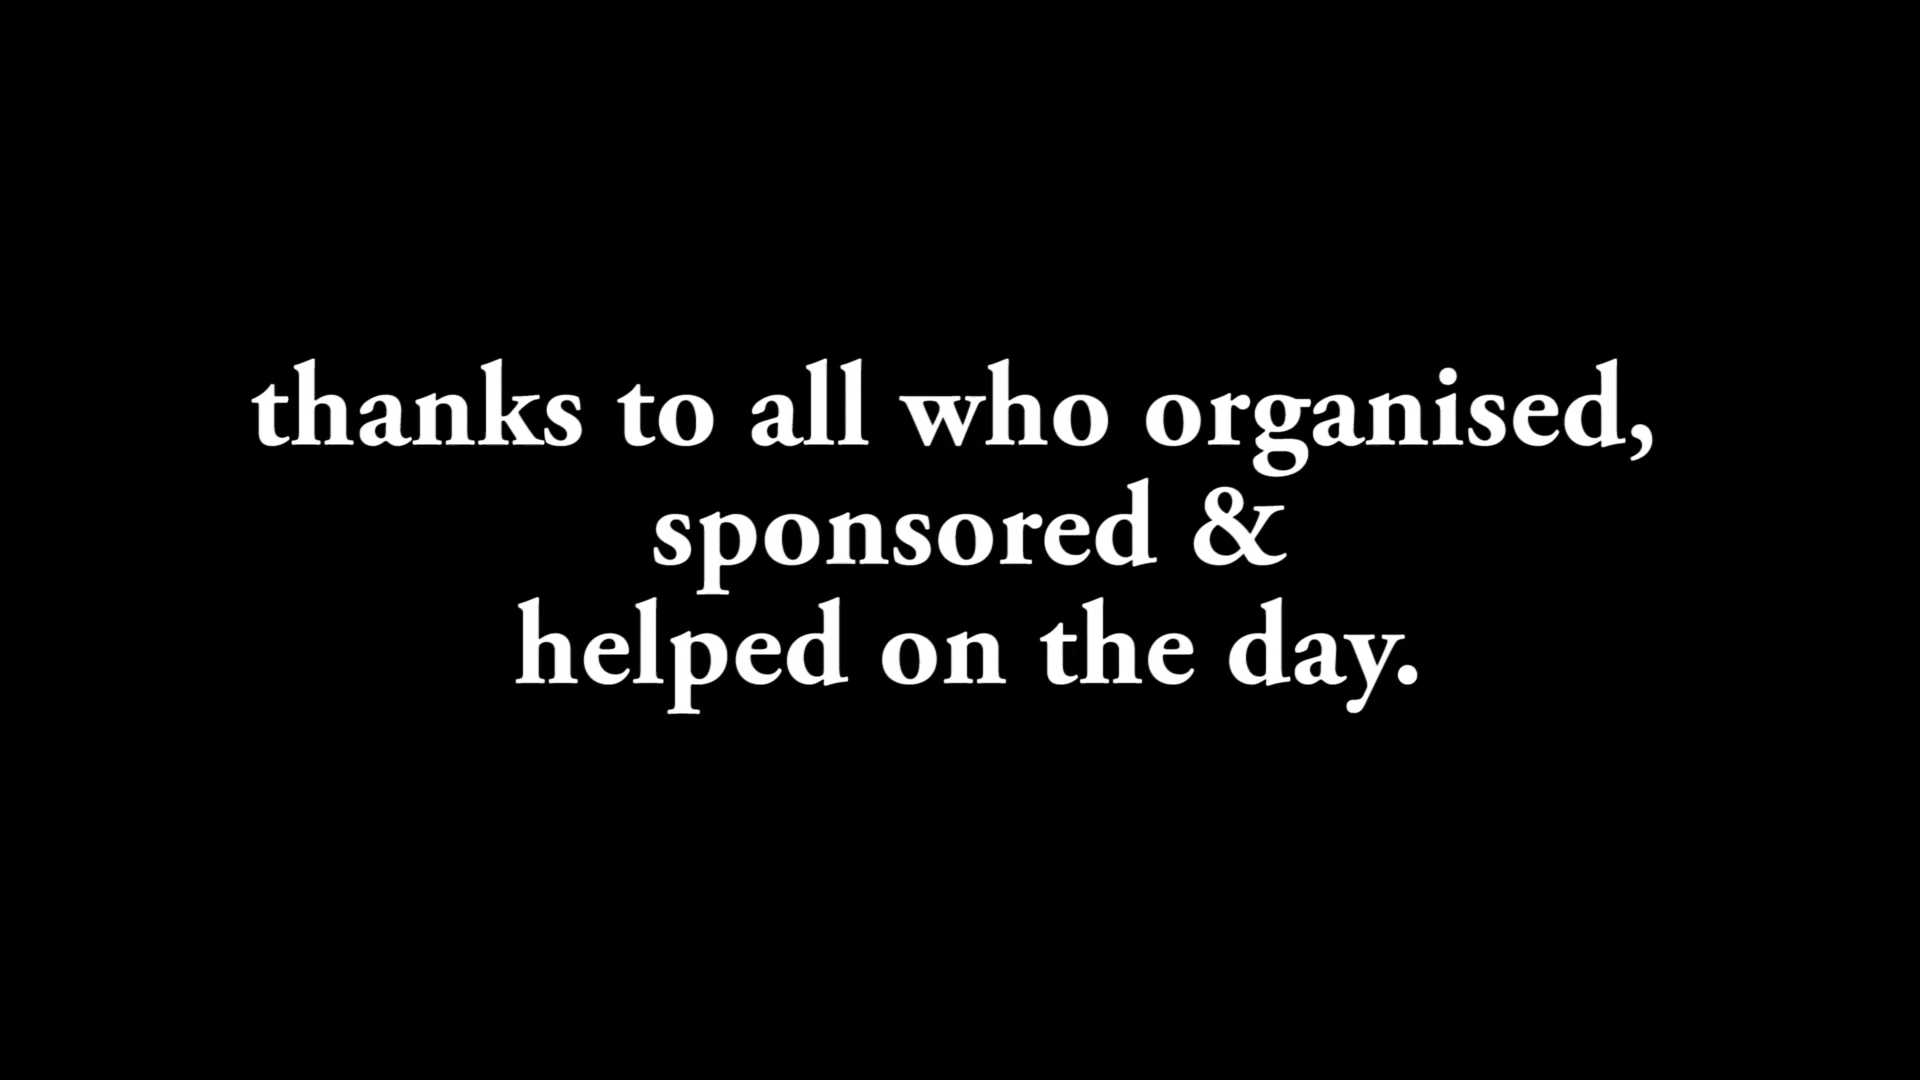 thanks to all who organised,
sponsored &
helped on the day.